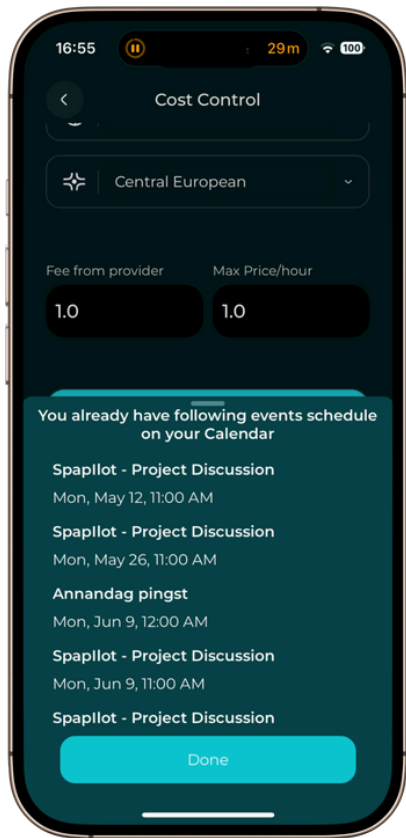 16:55
29m
100
Cost Control
Central European
Fee from provider
Max Price/hour
1.0
1.0
You already have following events schedule
on your Calendar
SpapIlot - Project Discussion
Mon, May 12, 11:00 AM
SpapIlot - Project Discussion
Mon, May 26, 11:00 AM
Annandag pingst
Mon, Jun 9, 12:00 AM
SpapIlot - Project Discussion
Mon, Jun 9, 11:00 AM
SpapIlot - Project Discussion
Done